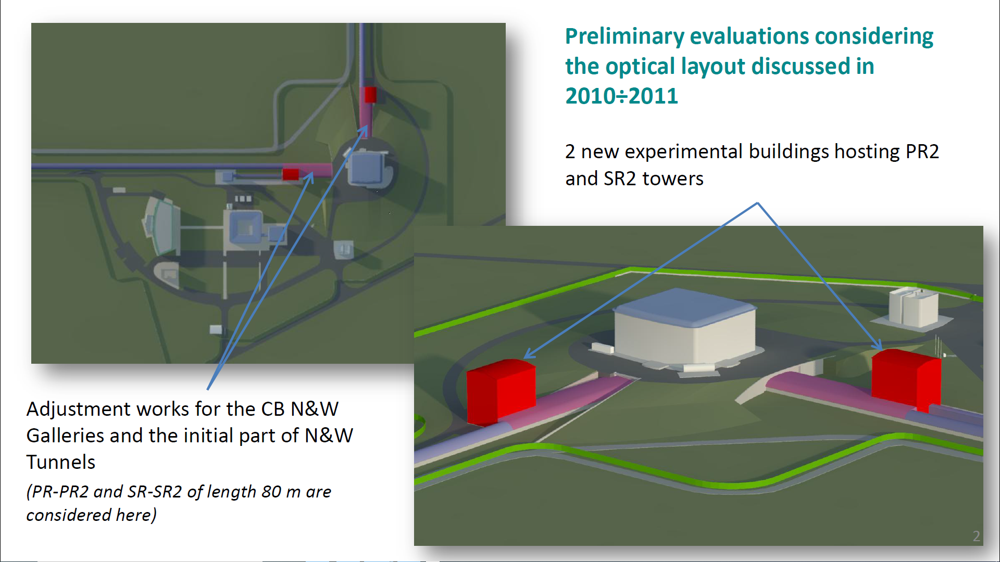 Preliminary evaluations considering
the optical layout discussed in
2010÷2011
2 new experimental buildings hosting PR2
and SR2 towers
Adjustment works for the CB N&W
Galleries and the initial part of N&W
Tunnels
(PR-PR2 and SR-SR2 of length 80 m are
considered here)
2